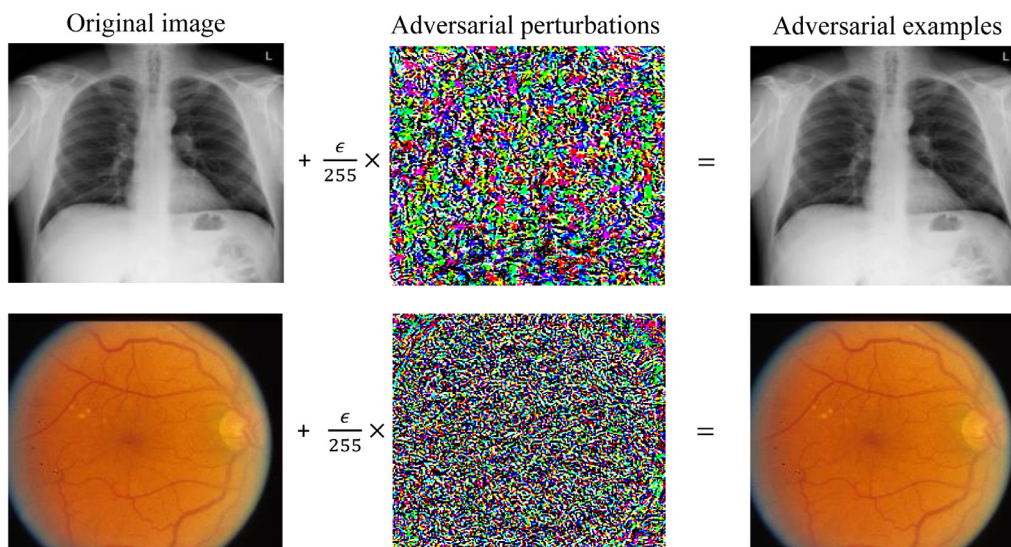 Original image
Adversarial perturbations
Adversarial examples
L
L
+ ϵ/255 ×
=
+ ϵ/255 ×
=